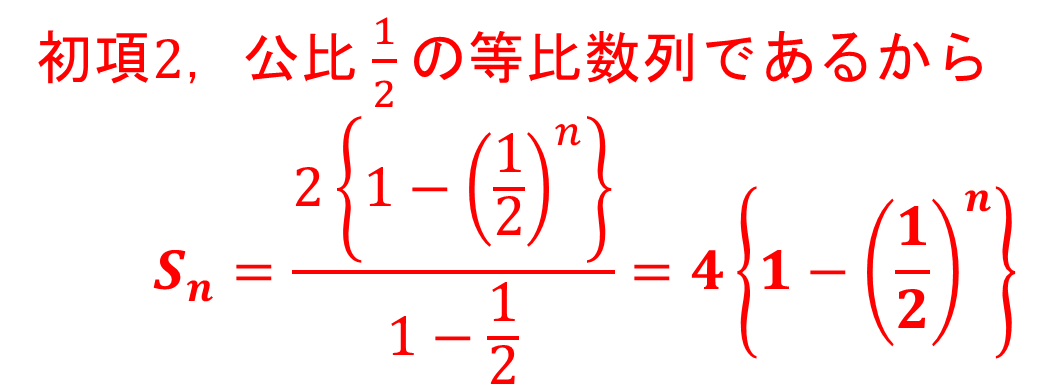 初項2, 公比 1/2 の等比数列であるから
Sₙ = 2{1 − (1/2)ⁿ} / (1 − 1/2) = 4{1 − (1/2)ⁿ}